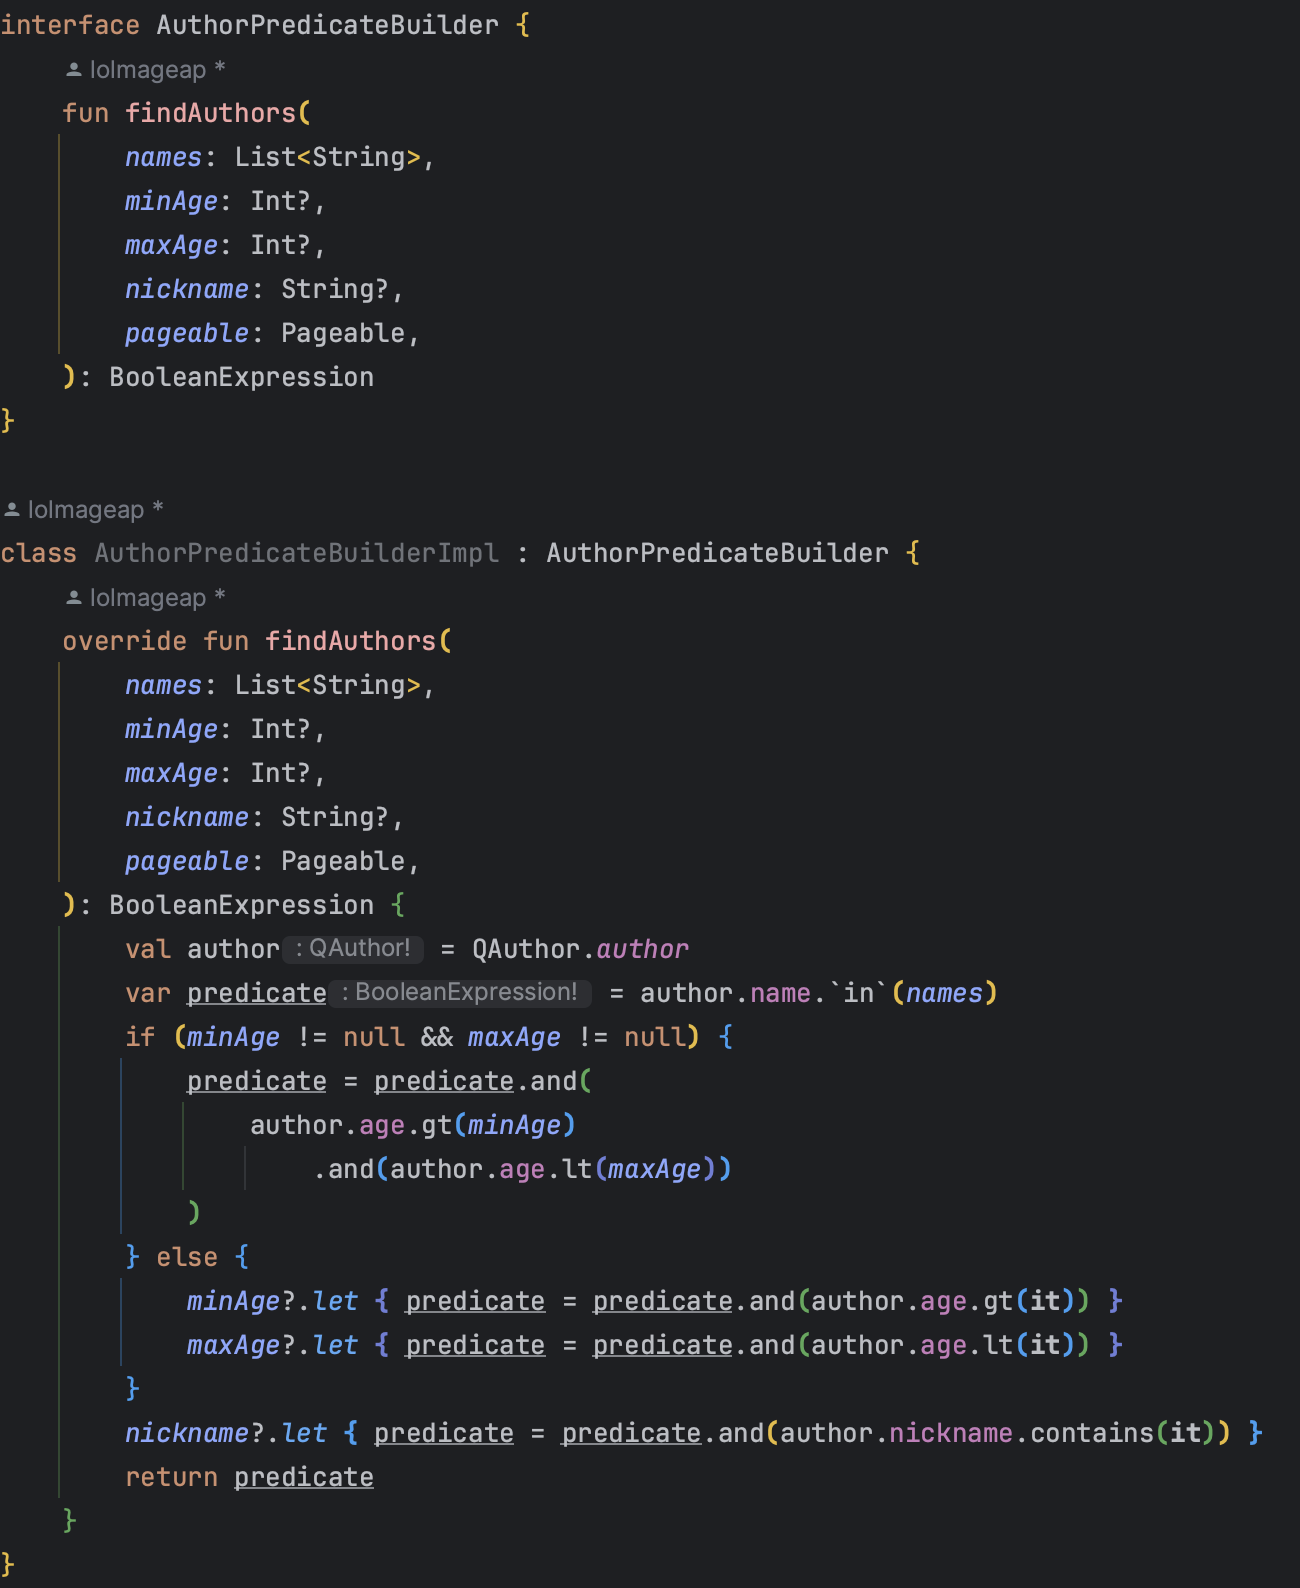 interface AuthorPredicateBuilder {
lolmageap *
fun findAuthors(
names: List<String>,
minAge: Int?,
maxAge: Int?,
nickname: String?,
pageable: Pageable,
): BooleanExpression
}
lolmageap *
class AuthorPredicateBuilderImpl : AuthorPredicateBuilder {
lolmageap *
override fun findAuthors(
names: List<String>,
minAge: Int?,
maxAge: Int?,
nickname: String?,
pageable: Pageable,
): BooleanExpression {
val author : QAuthor! = QAuthor.author
var predicate : BooleanExpression! = author.name.`in`(names)
if (minAge != null && maxAge != null) {
predicate = predicate.and(
author.age.gt(minAge)
.and(author.age.lt(maxAge))
)
} else {
minAge?.let { predicate = predicate.and(author.age.gt(it)) }
maxAge?.let { predicate = predicate.and(author.age.lt(it)) }
}
nickname?.let { predicate = predicate.and(author.nickname.contains(it)) }
return predicate
}
}